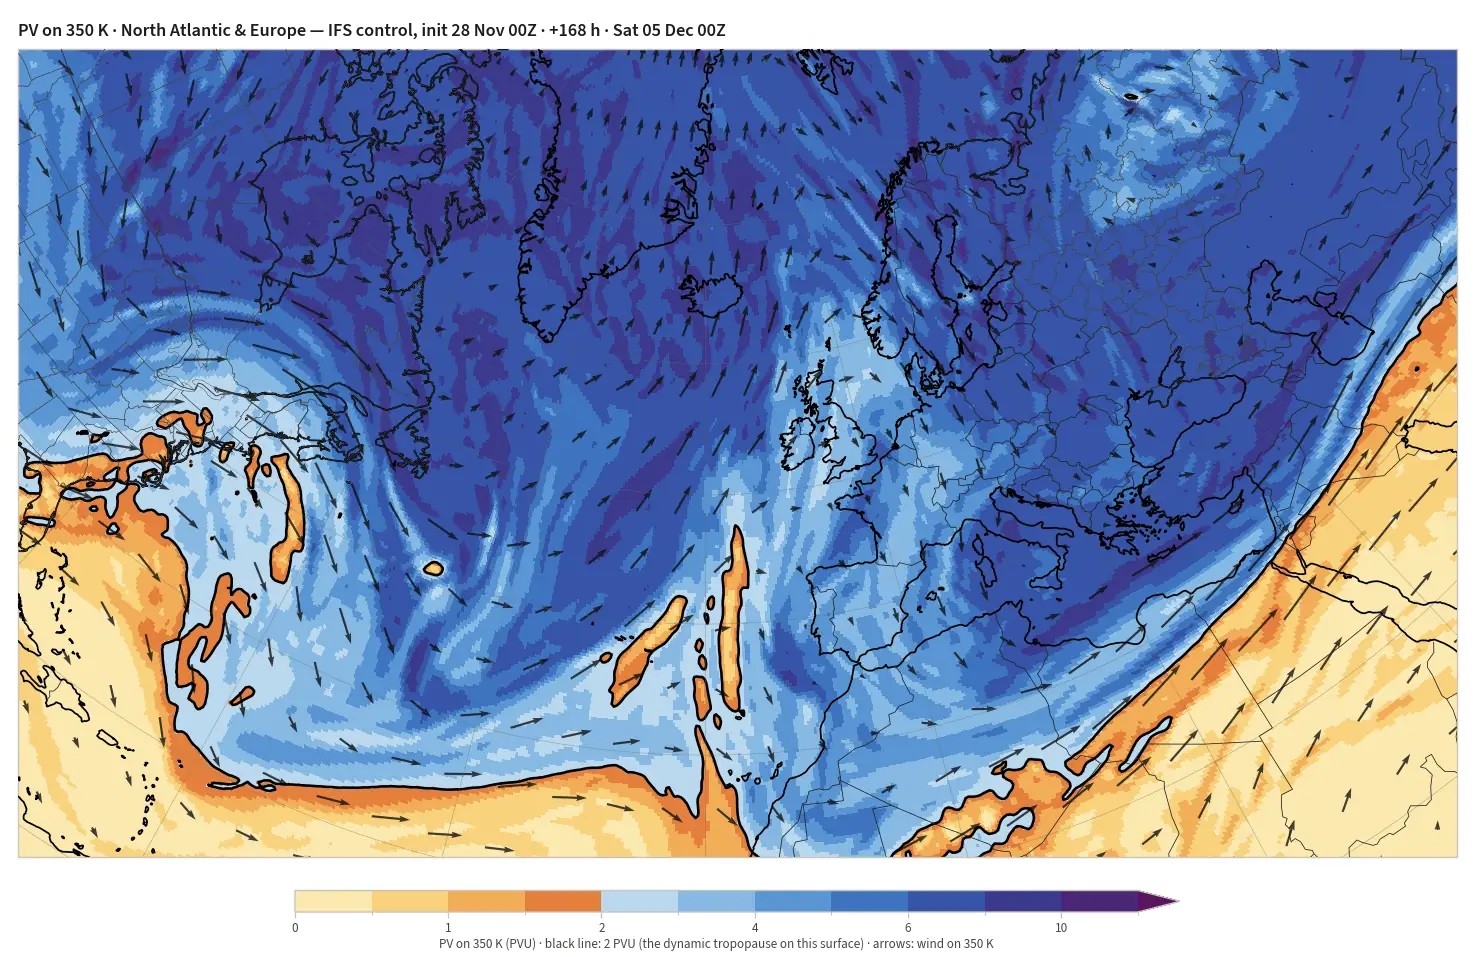 PV on 350 K · North Atlantic & Europe — IFS control, init 28 Nov 00Z · +168 h · Sat 05 Dec 00Z
0 1 2 4 6 10
PV on 350 K (PVU) · black line: 2 PVU (the dynamic tropopause on this surface) · arrows: wind on 350 K